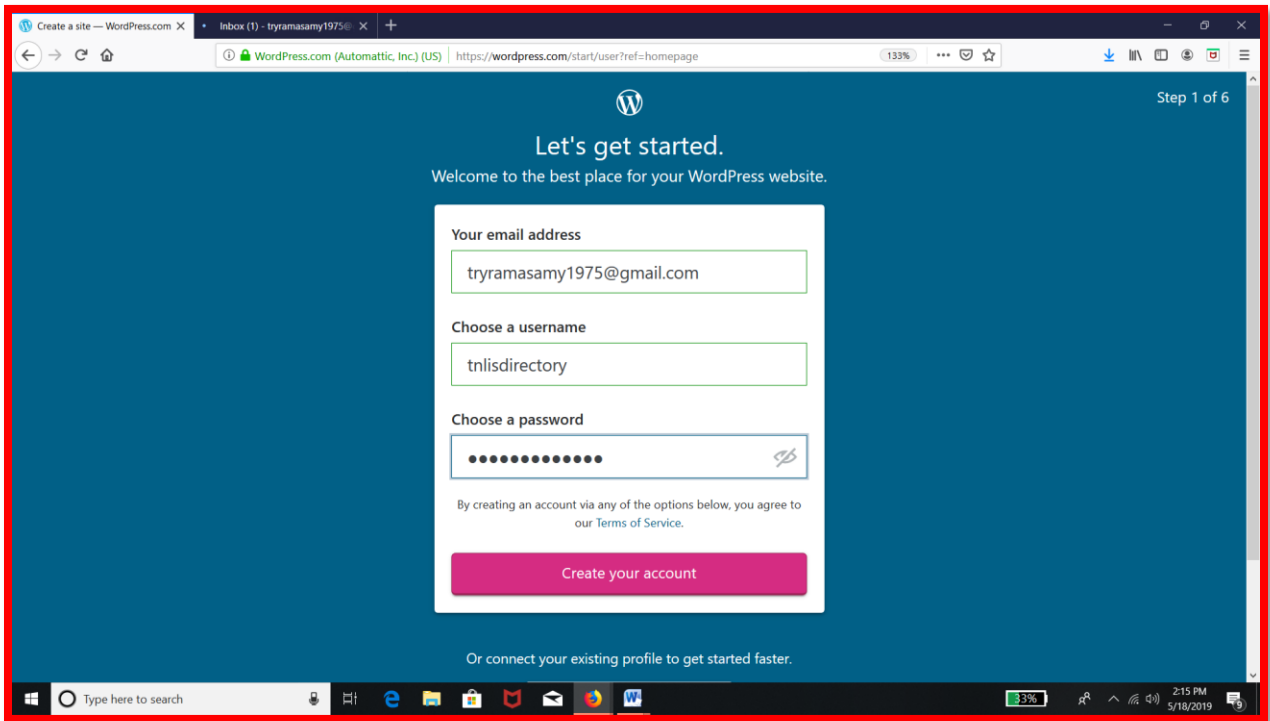 Create a site — WordPress.com
Inbox (1) - tryramasamy1975@
WordPress.com (Automattic, Inc.) (US) https://wordpress.com/start/user?ref=homepage 133%
Step 1 of 6
Let's get started.
Welcome to the best place for your WordPress website.
Your email address
tryramasamy1975@gmail.com
Choose a username
tnlisdirectory
Choose a password
By creating an account via any of the options below, you agree to
our Terms of Service.
Create your account
Or connect your existing profile to get started faster.
Type here to search
33%
2:15 PM
5/18/2019
9